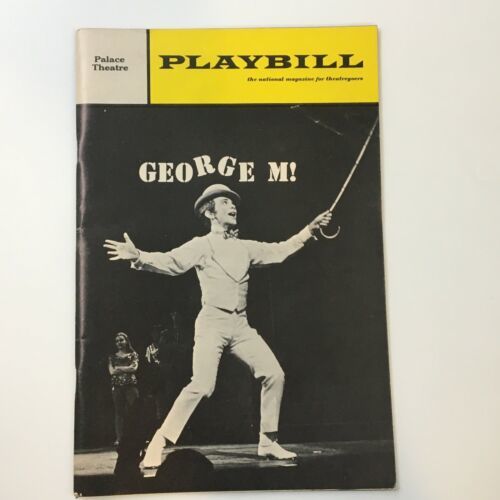 Palace
Theatre
PLAYBILL
the national magazine for theatregoers
GEORGE M!